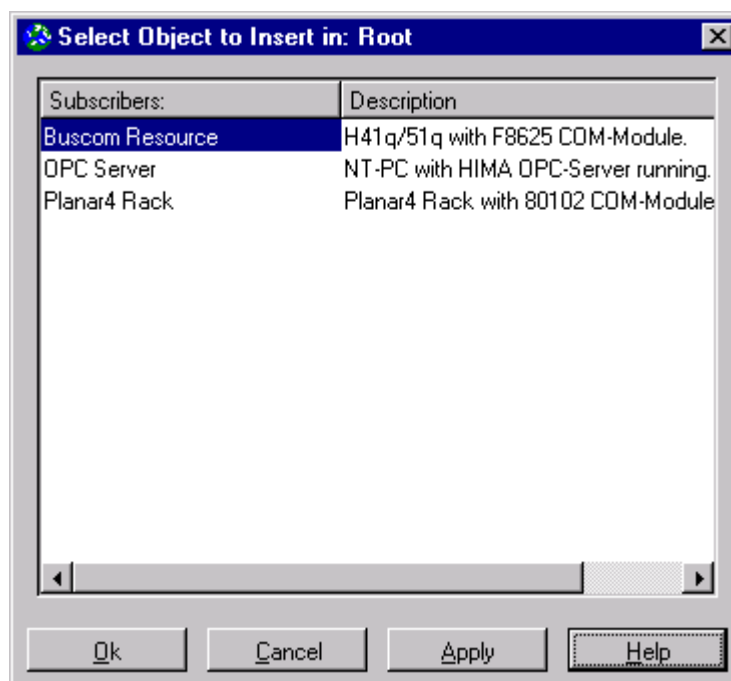 Select Object to Insert in: Root
Subscribers: Description
Buscom Resource H41q/51q with F8625 COM-Module.
OPC Server NT-PC with HIMA OPC-Server running.
Planar4 Rack Planar4 Rack with 80102 COM-Module
Ok Cancel Apply Help